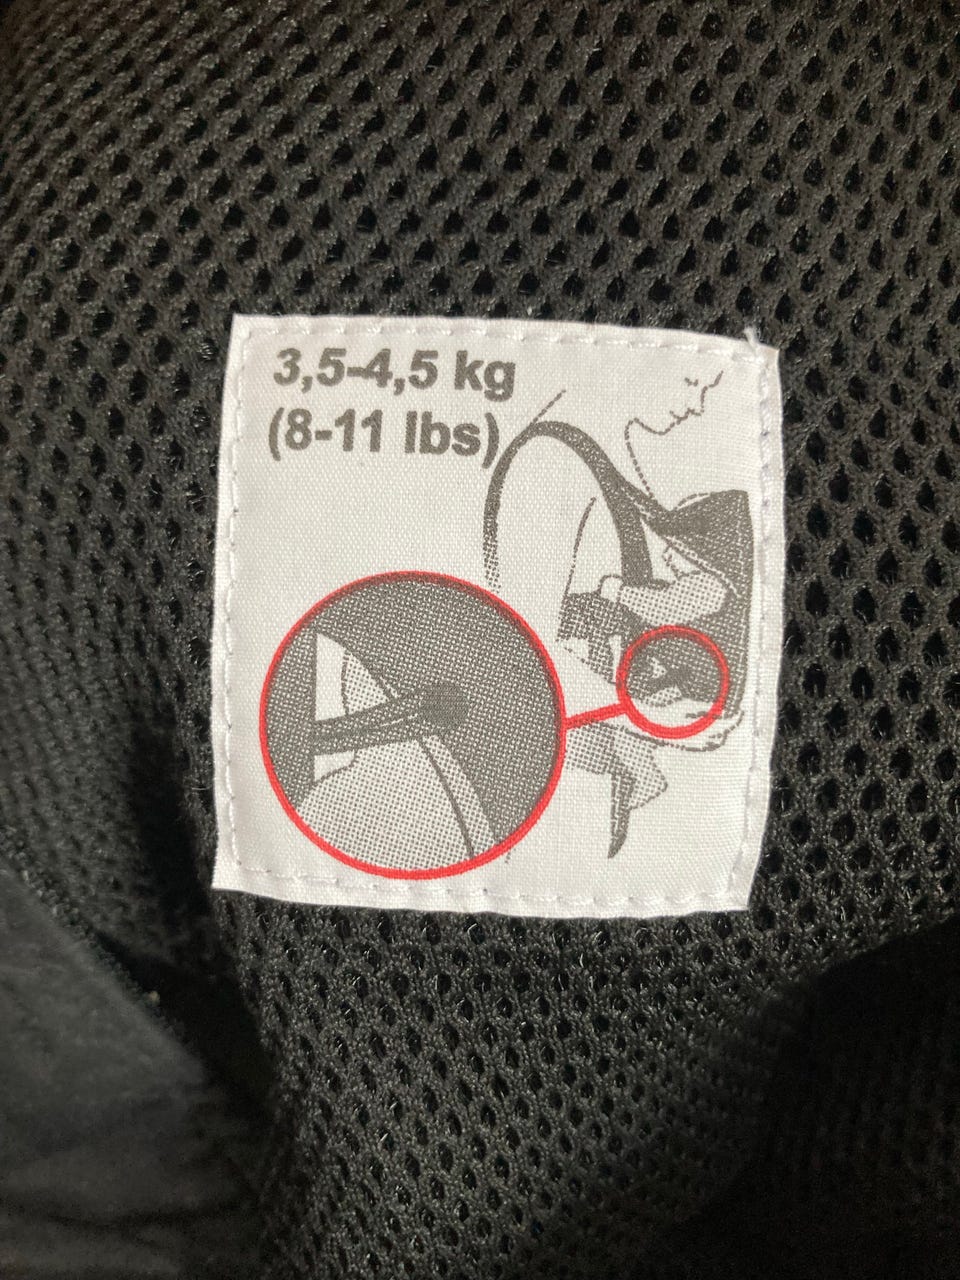 3,5-4,5 kg
(8-11 lbs)